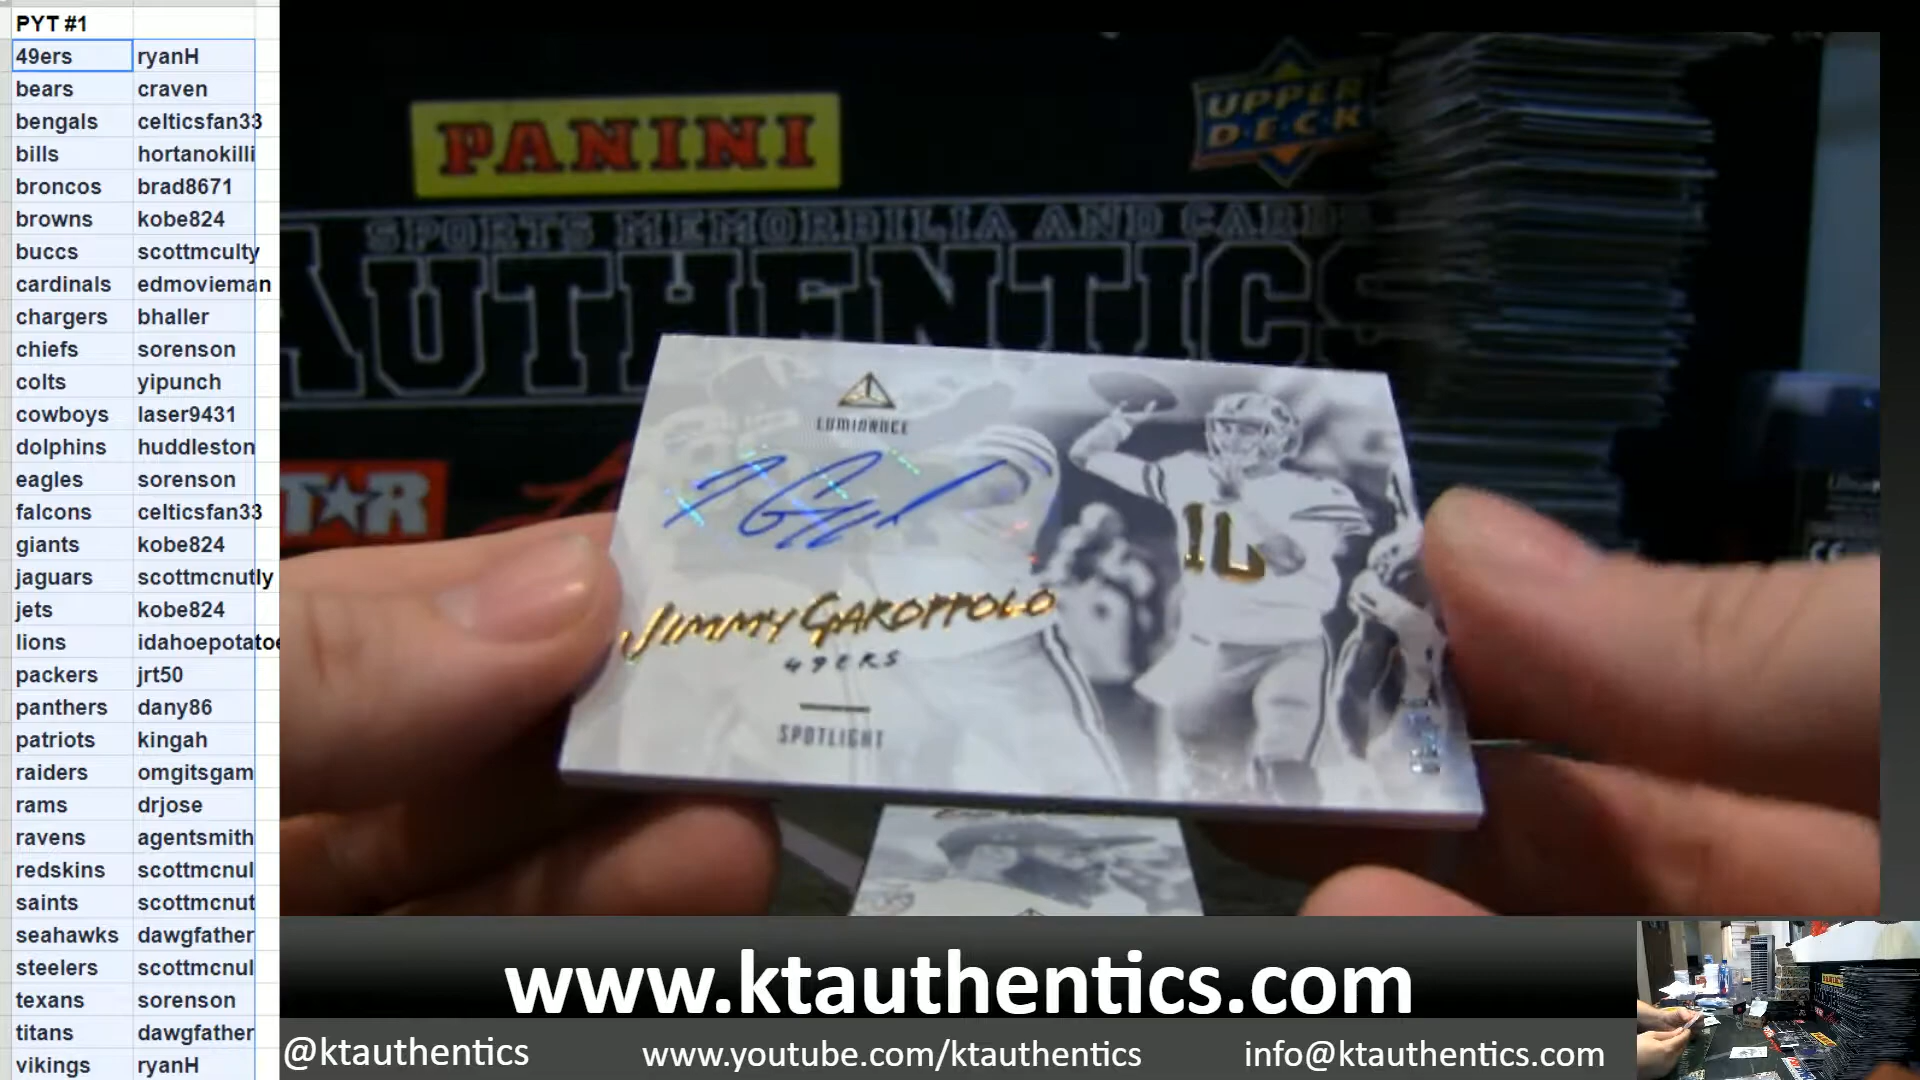 PYT #1
49ers ryanH
bears craven
bengals celticsfan33
bills hortanokilli
broncos brad8671
browns kobe824
buccs scottmculty
cardinals edmovieman
chargers bhaller
chiefs sorenson
colts yipunch
cowboys laser9431
dolphins huddleston
eagles sorenson
falcons celticsfan33
giants kobe824
jaguars scottmcnutly
jets kobe824
lions idahoepotatoe
packers jrt50
panthers dany86
patriots kingah
raiders omgitsgam
rams drjose
ravens agentsmith
redskins scottmcnul
saints scottmcnut
seahawks dawgfather
steelers scottmcnul
texans sorenson
titans dawgfather
vikings ryanH
PANINI
UPPER
DECK
SPORTS MEMORBILIA AND CARDS
AUTHENTICS
LUMINANCE
10
JIMMY GAROPPOLO
49ERS
SPOTLIGHT
www.ktauthentics.com
@ktauthentics www.youtube.com/ktauthentics info@ktauthentics.com